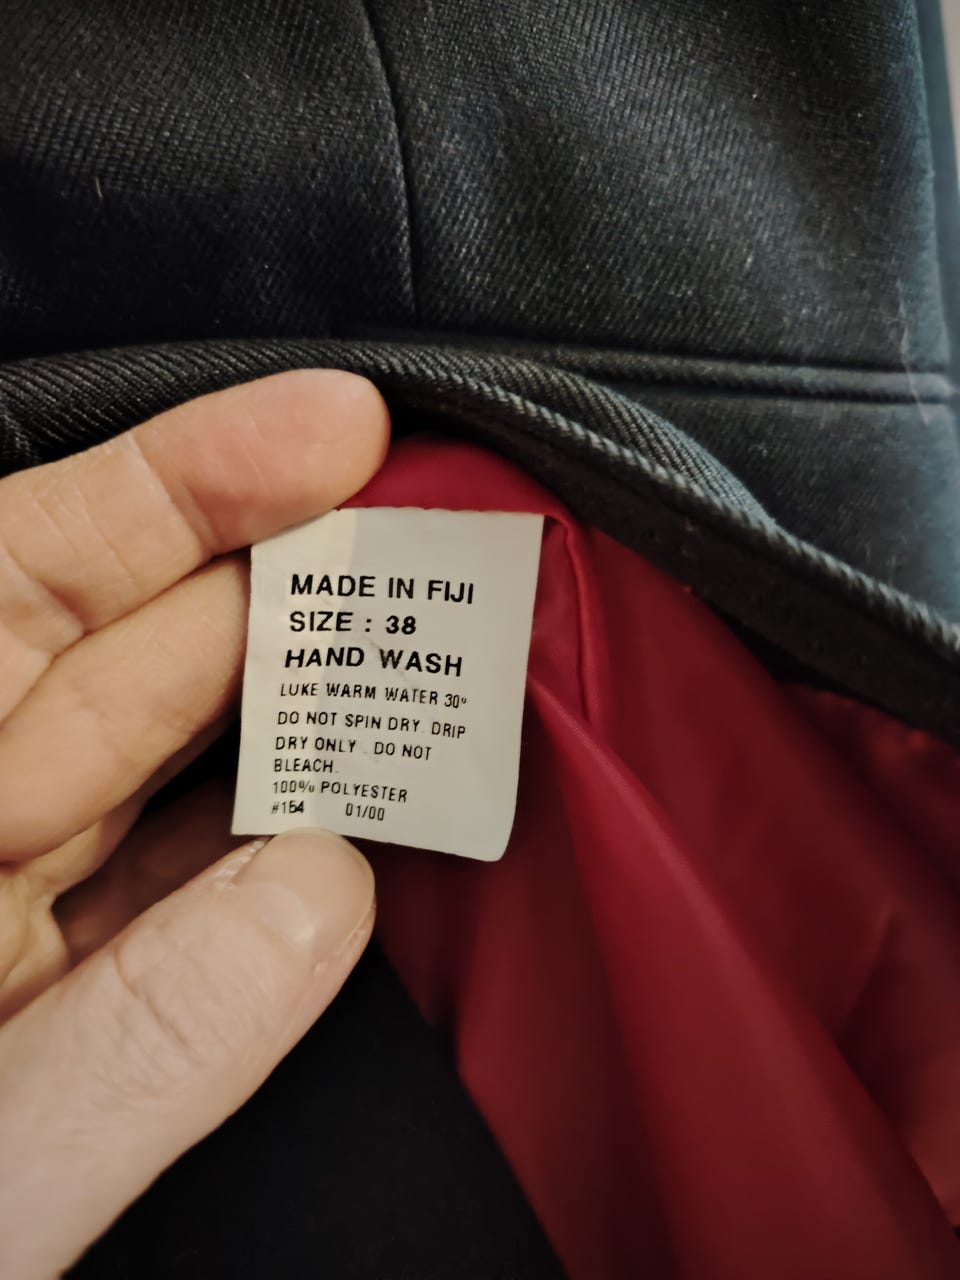 MADE IN FIJI
SIZE : 38
HAND WASH
LUKE WARM WATER 30°
DO NOT SPIN DRY. DRIP
DRY ONLY . DO NOT
BLEACH.
100% POLYESTER
#154 01/00